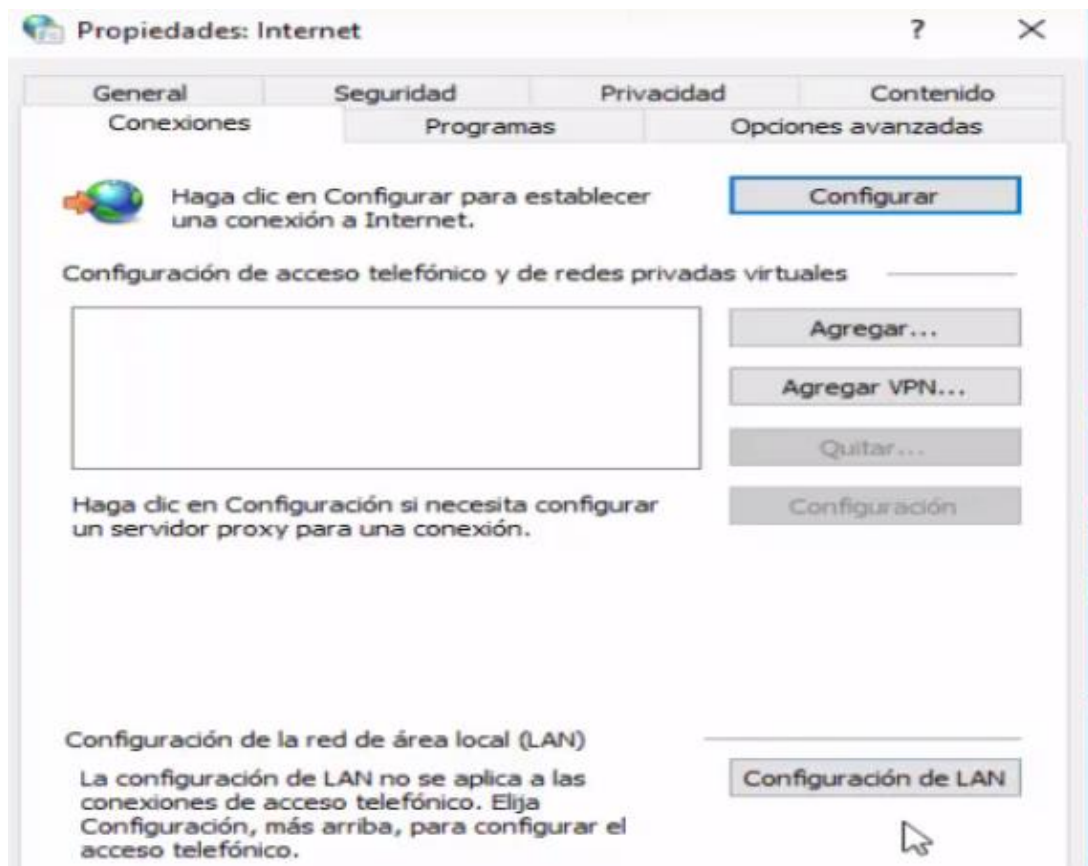 Propiedades: Internet ?
General Seguridad Privacidad Contenido
Conexiones Programas Opciones avanzadas
Haga clic en Configurar para establecer
una conexión a Internet.
Configurar
Configuración de acceso telefónico y de redes privadas virtuales
Agregar...
Agregar VPN...
Quitar...
Haga clic en Configuración si necesita configurar
un servidor proxy para una conexión.
Configuración
Configuración de la red de área local (LAN)
La configuración de LAN no se aplica a las
conexiones de acceso telefónico. Elija
Configuración, más arriba, para configurar el
acceso telefónico.
Configuración de LAN